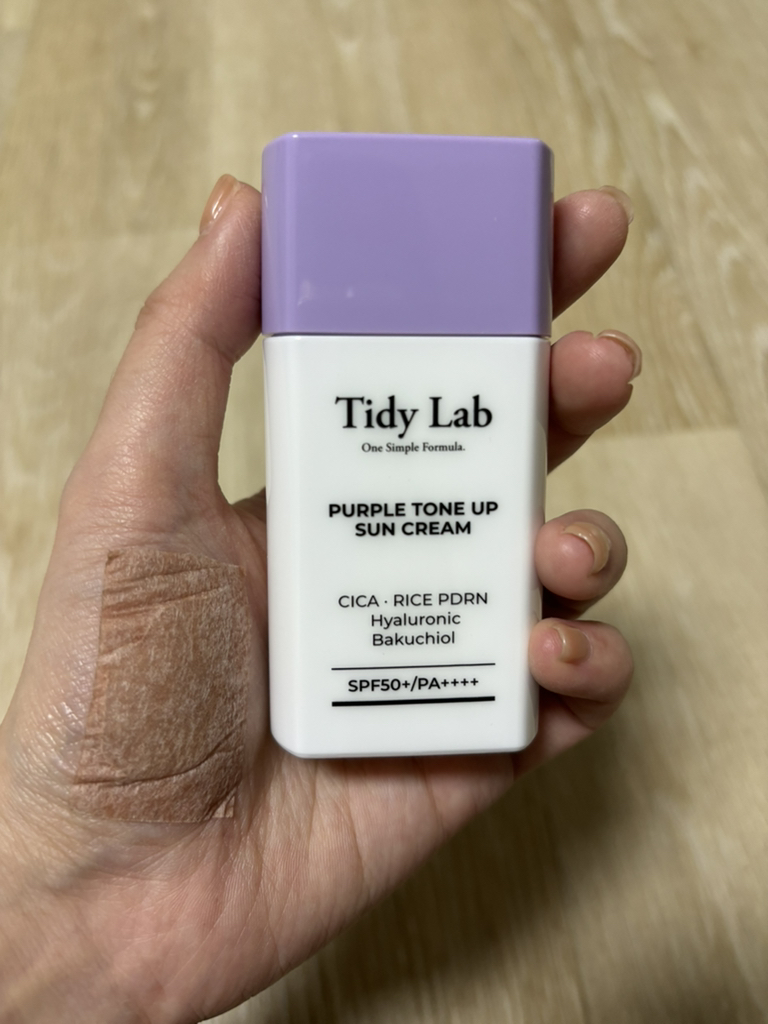 Tidy Lab
One Simple Formula.
PURPLE TONE UP
SUN CREAM
CICA · RICE PDRN
Hyaluronic
Bakuchiol
SPF50+/PA++++